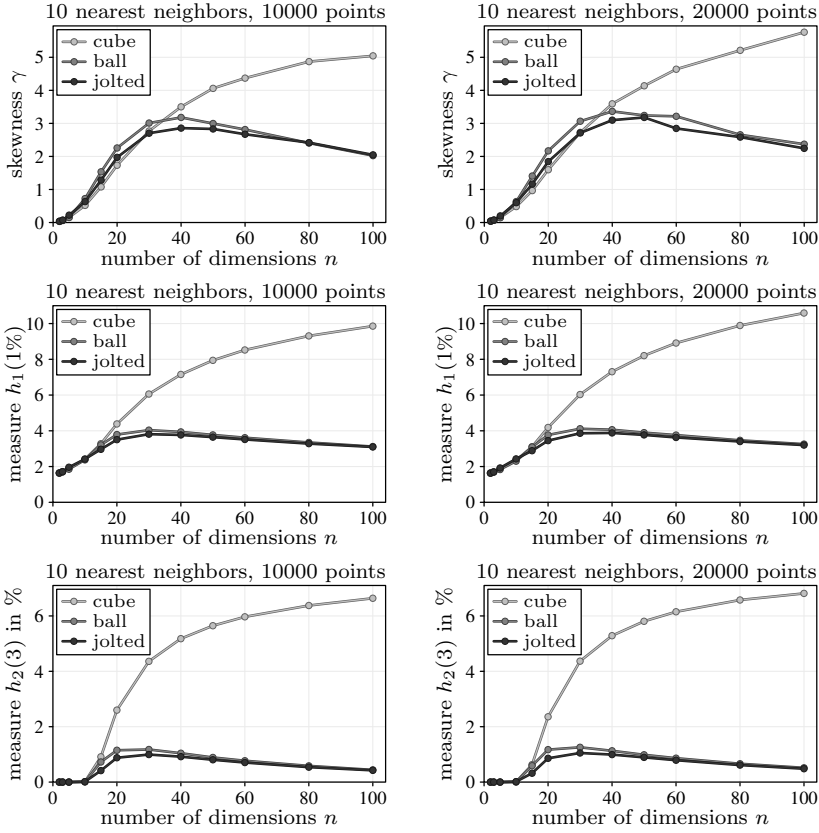 10 nearest neighbors, 10000 points
skewness γ
5
4
3
2
1
0
cube
ball
jolted
0 20 40 60 80 100
number of dimensions n
10 nearest neighbors, 20000 points
skewness γ
5
4
3
2
1
0
cube
ball
jolted
0 20 40 60 80 100
number of dimensions n
10 nearest neighbors, 10000 points
measure h₁(1%)
10
8
6
4
2
0
cube
ball
jolted
0 20 40 60 80 100
number of dimensions n
10 nearest neighbors, 20000 points
measure h₁(1%)
10
8
6
4
2
0
cube
ball
jolted
0 20 40 60 80 100
number of dimensions n
10 nearest neighbors, 10000 points
measure h₂(3) in %
6
4
2
0
cube
ball
jolted
0 20 40 60 80 100
number of dimensions n
10 nearest neighbors, 20000 points
measure h₂(3) in %
6
4
2
0
cube
ball
jolted
0 20 40 60 80 100
number of dimensions n